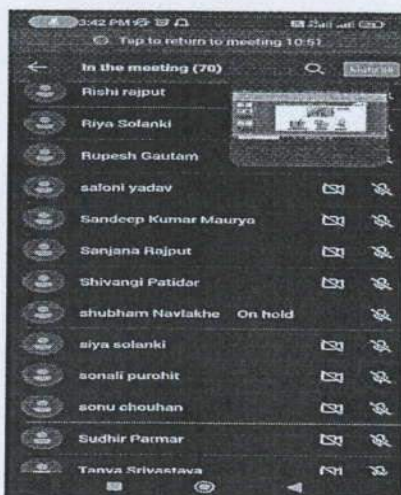 3:42 PM
Tap to return to meeting 10:51
In the meeting (70)
Rishi rajput
Riya Solanki
Rupesh Gautam
saloni yadav
Sandeep Kumar Maurya
Sanjana Rajput
Shivangi Patidar
shubham Navlakhe On hold
siya solanki
sonali purohit
sonu chouhan
Sudhir Parmar
Tanya Srivastava